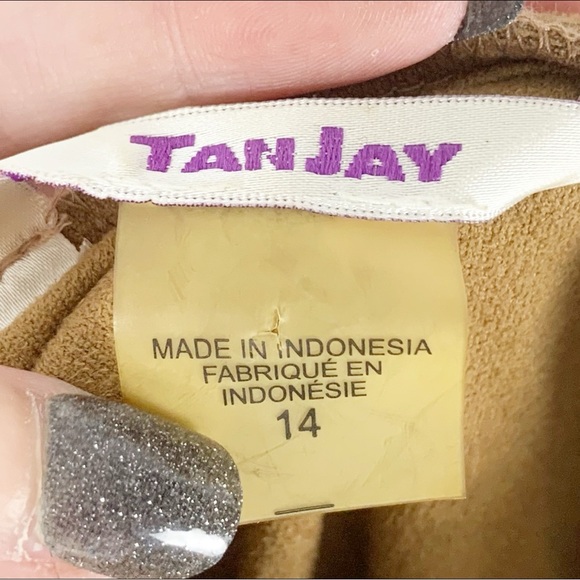 TANJAY
MADE IN INDONESIA
FABRIQUÉ EN
INDONÉSIE
14